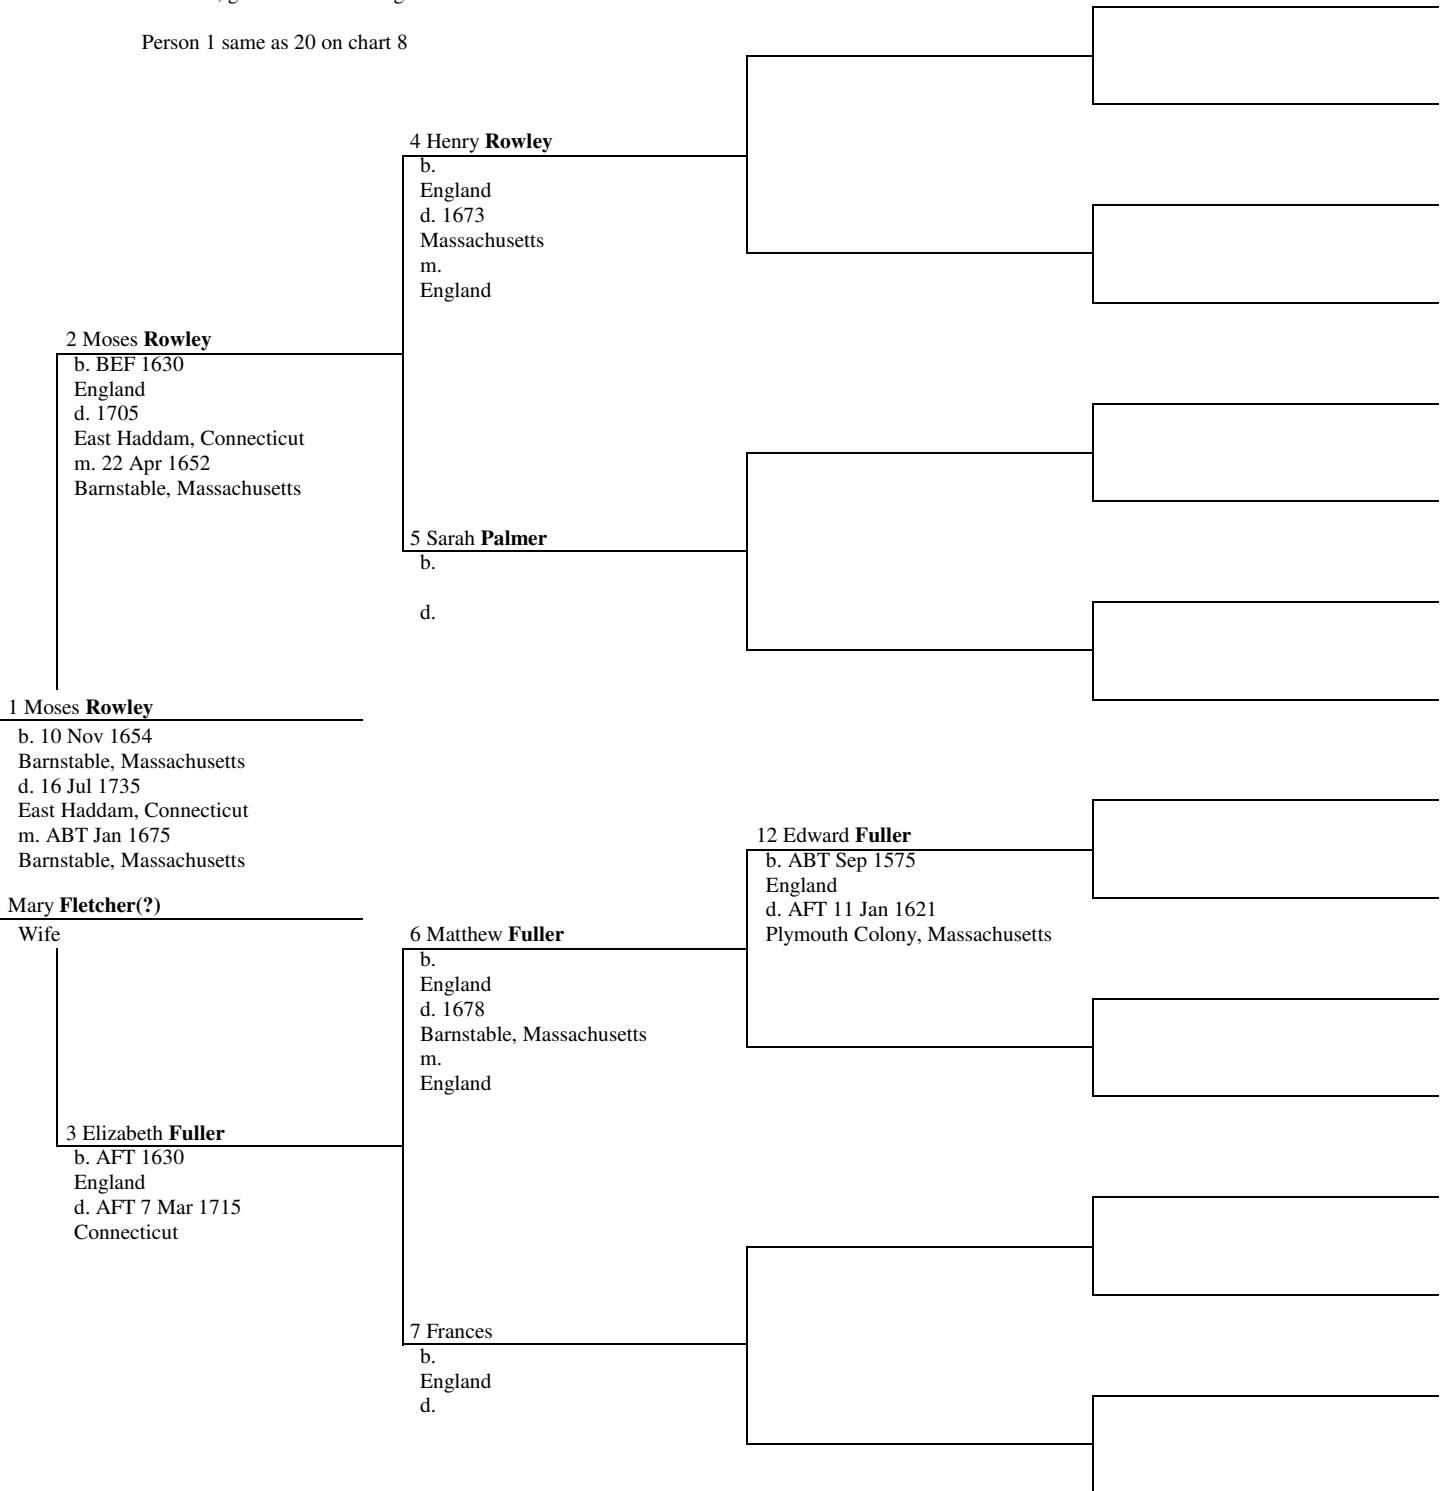 Person 1 same as 20 on chart 8
4 Henry Rowley
b.
England
d. 1673
Massachusetts
m.
England
2 Moses Rowley
b. BEF 1630
England
d. 1705
East Haddam, Connecticut
m. 22 Apr 1652
Barnstable, Massachusetts
5 Sarah Palmer
b.
d.
1 Moses Rowley
b. 10 Nov 1654
Barnstable, Massachusetts
d. 16 Jul 1735
East Haddam, Connecticut
m. ABT Jan 1675
Barnstable, Massachusetts
Mary Fletcher(?)
Wife
12 Edward Fuller
b. ABT Sep 1575
England
d. AFT 11 Jan 1621
Plymouth Colony, Massachusetts
6 Matthew Fuller
b.
England
d. 1678
Barnstable, Massachusetts
m.
England
3 Elizabeth Fuller
b. AFT 1630
England
d. AFT 7 Mar 1715
Connecticut
7 Frances
b.
England
d.